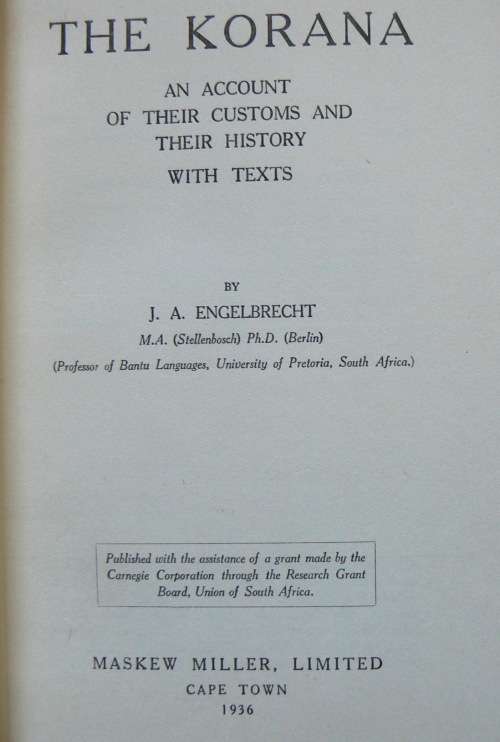 THE KORANA
AN ACCOUNT
OF THEIR CUSTOMS AND
THEIR HISTORY
WITH TEXTS
BY
J. A. ENGELBRECHT
M.A. (Stellenbosch) Ph.D. (Berlin)
(Professor of Bantu Languages, University of Pretoria, South Africa.)
Published with the assistance of a grant made by the
Carnegie Corporation through the Research Grant
Board, Union of South Africa.
MASKEW MILLER, LIMITED
CAPE TOWN
1936